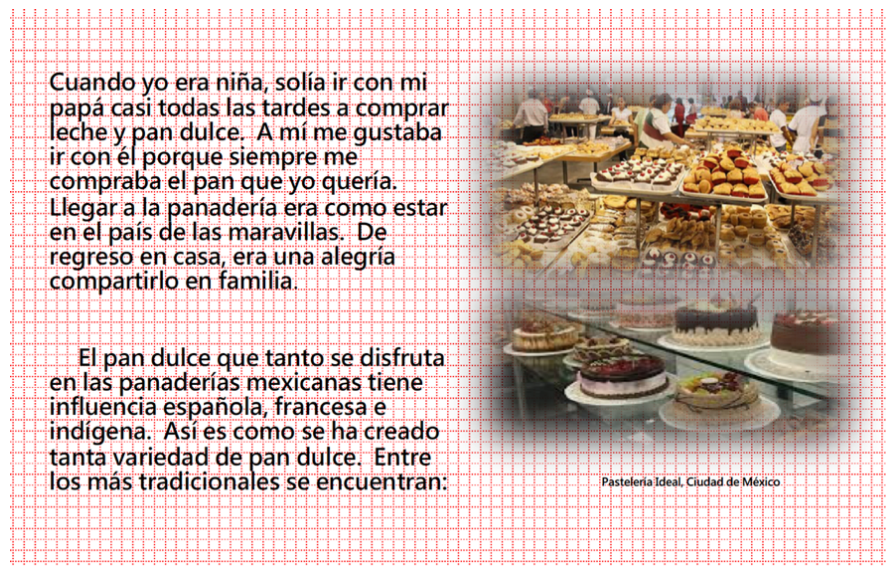 Cuando yo era niña, solía ir con mi
papá casi todas las tardes a comprar
leche y pan dulce. A mí me gustaba
ir con él porque siempre me
compraba el pan que yo quería.
Llegar a la panadería era como estar
en el país de las maravillas. De
regreso en casa, era una alegría
compartirlo en familia.
El pan dulce que tanto se disfruta
en las panaderías mexicanas tiene
influencia española, francesa e
indígena. Así es como se ha creado
tanta variedad de pan dulce. Entre
los más tradicionales se encuentran:
Pastelería Ideal, Ciudad de México